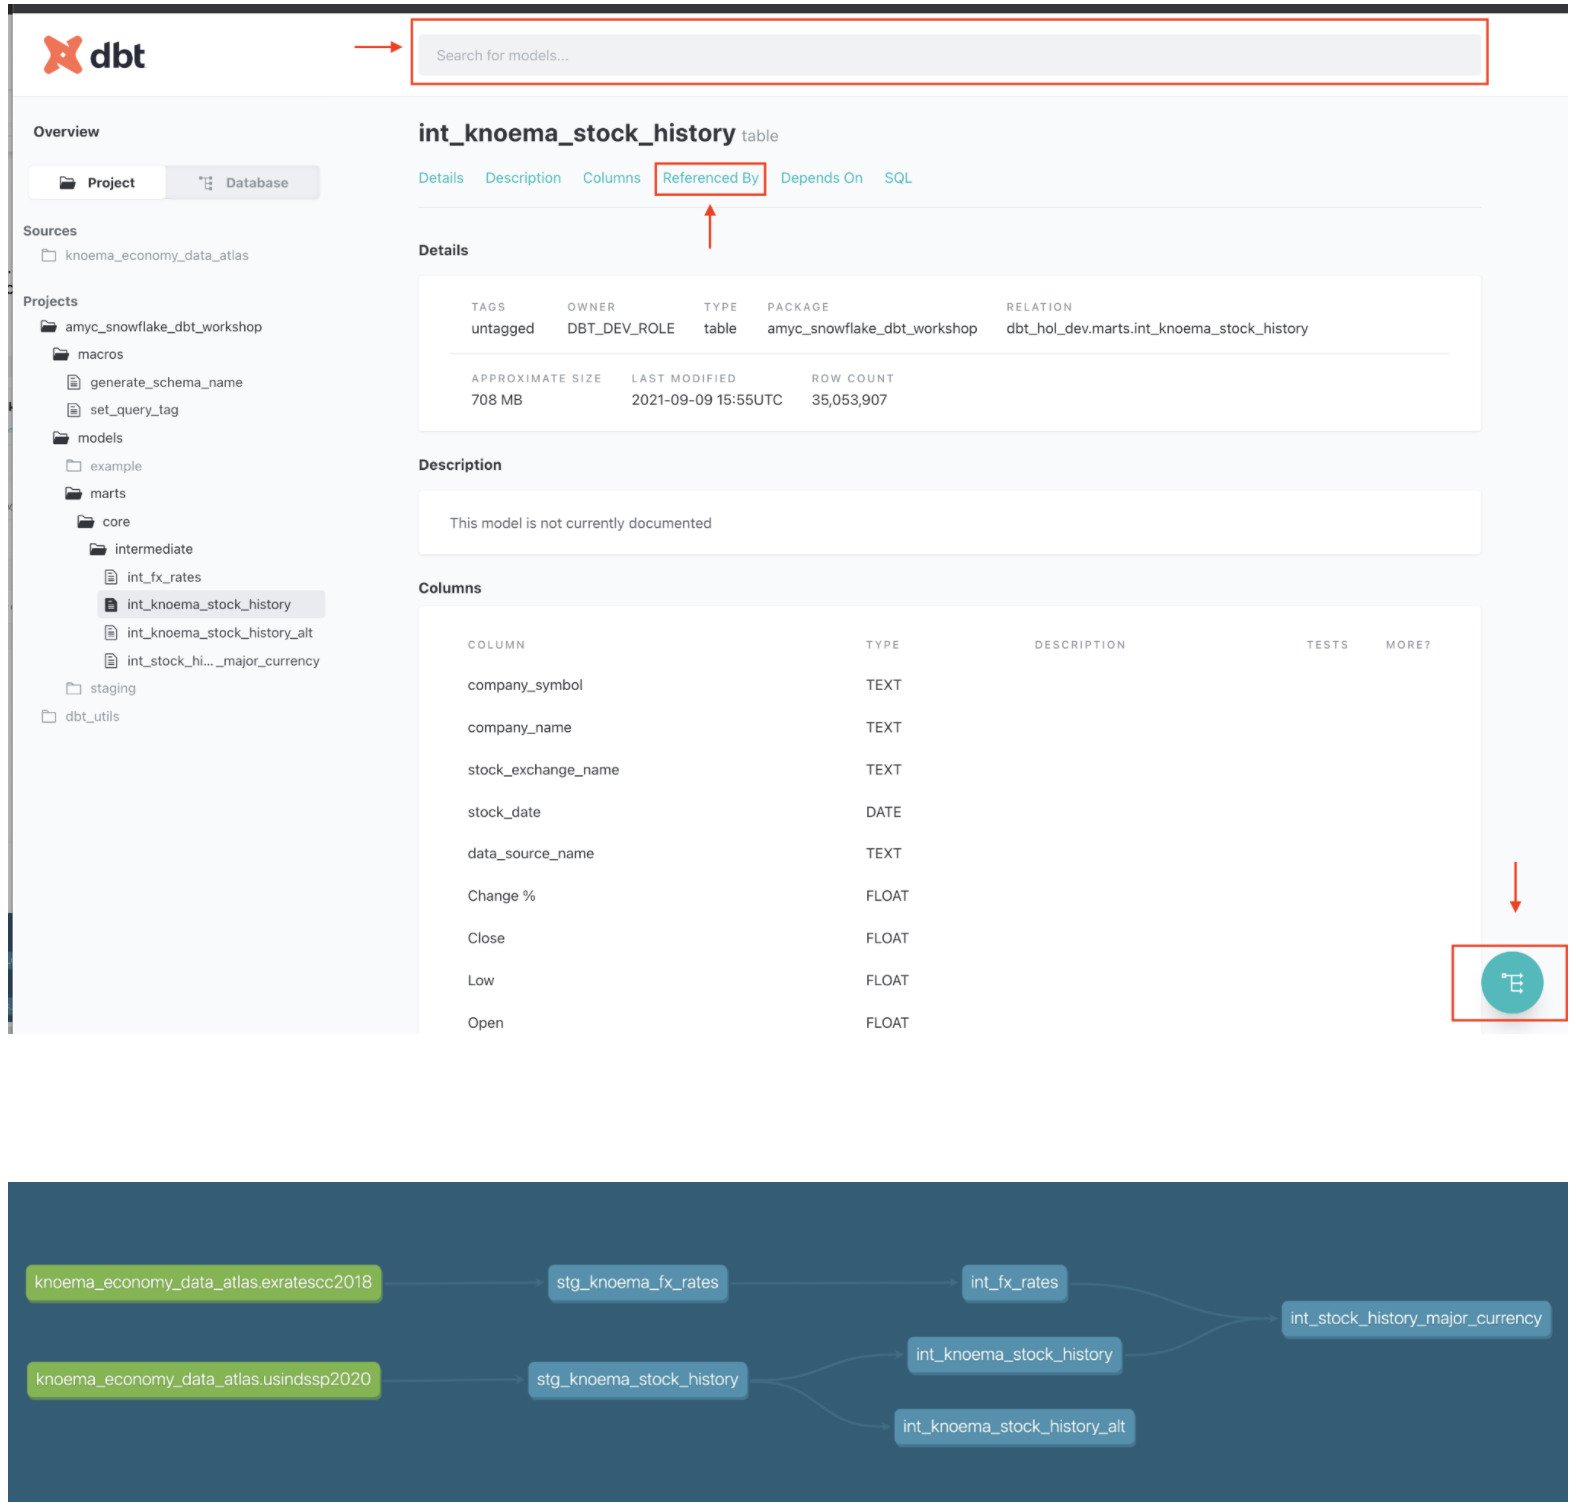 dbt
Search for models...
Overview
Project Database
Sources
knoema_economy_data_atlas
Projects
amyc_snowflake_dbt_workshop
macros
generate_schema_name
set_query_tag
models
example
marts
core
intermediate
int_fx_rates
int_knoema_stock_history
int_knoema_stock_history_alt
int_stock_hi..._major_currency
staging
dbt_utils
int_knoema_stock_history table
Details Description Columns Referenced By Depends On SQL
Details
TAGS OWNER TYPE PACKAGE RELATION
untagged DBT_DEV_ROLE table amyc_snowflake_dbt_workshop dbt_hol_dev.marts.int_knoema_stock_history
APPROXIMATE SIZE LAST MODIFIED ROW COUNT
708 MB 2021-09-09 15:55UTC 35,053,907
Description
This model is not currently documented
Columns
COLUMN TYPE DESCRIPTION TESTS MORE?
company_symbol TEXT
company_name TEXT
stock_exchange_name TEXT
stock_date DATE
data_source_name TEXT
Change % FLOAT
Close FLOAT
Low FLOAT
Open FLOAT
knoema_economy_data_atlas.exratescc2018 stg_knoema_fx_rates int_fx_rates
int_stock_history_major_currency
int_knoema_stock_history
knoema_economy_data_atlas.usindssp2020 stg_knoema_stock_history
int_knoema_stock_history_alt